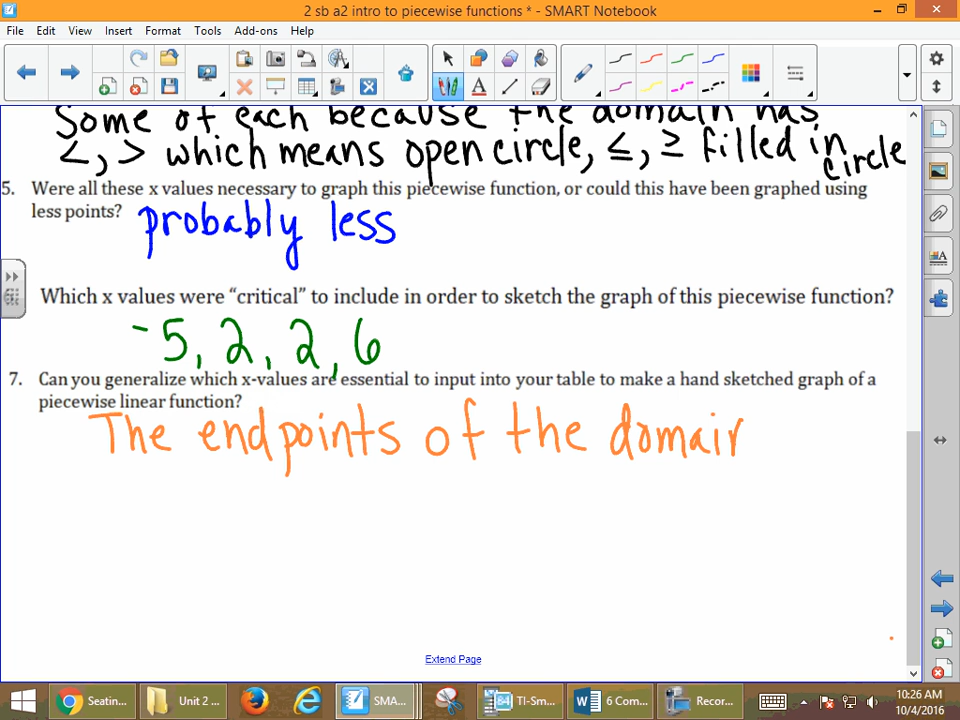 2 sb a2 intro to piecewise functions * - SMART Notebook
File Edit View Insert Format Tools Add-ons Help
Some of each because the domain has
<, > which means open circle, ≤, ≥ filled in circle
5. Were all these x values necessary to graph this piecewise function, or could this have been graphed using
less points? probably less
Which x values were “critical” to include in order to sketch the graph of this piecewise function?
-5, 2, 2, 6
7. Can you generalize which x-values are essential to input into your table to make a hand sketched graph of a
piecewise linear function?
The endpoints of the domair
Extend Page
Seatin... Unit 2 ... SMA... TI-Sm... 6 Com... Recor... 10:26 AM
10/4/2016